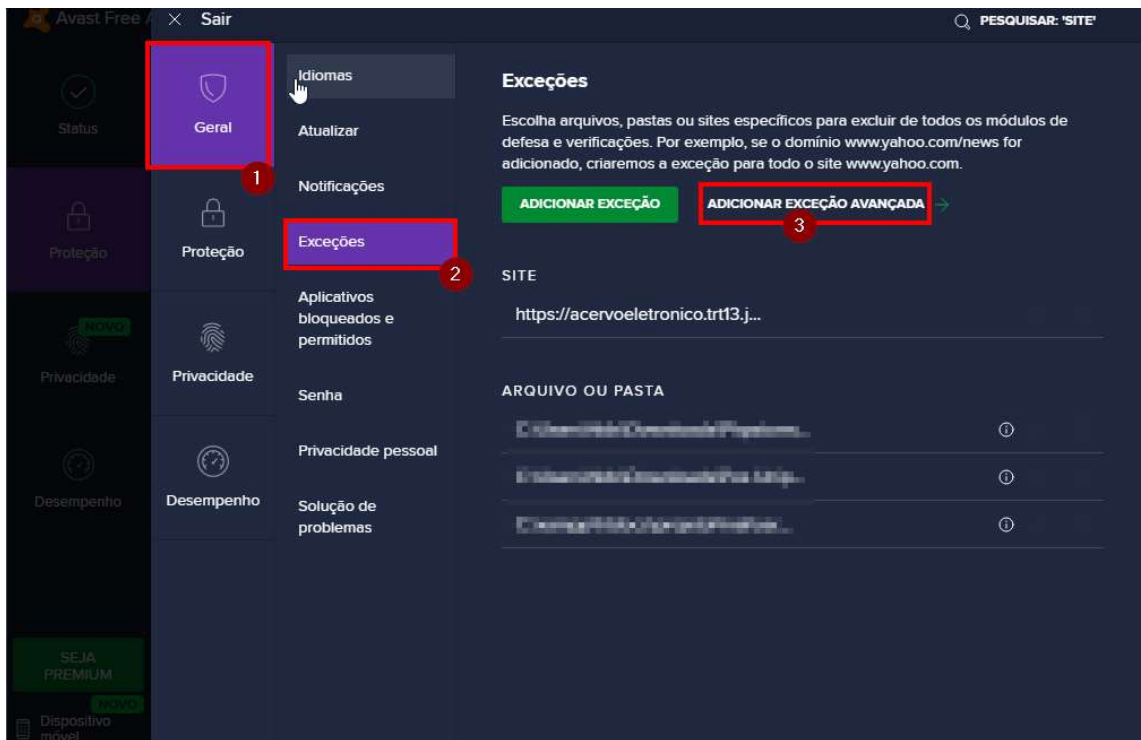 Avast Free A
Sair
PESQUISAR: 'SITE'
Status
Proteção
NOVO
Privacidade
Desempenho
SEJA
PREMIUM
NOVO
Dispositivo
móvel
Geral
1
Proteção
Privacidade
Desempenho
Idiomas
Atualizar
Notificações
Exceções
2
Aplicativos
bloqueados e
permitidos
Senha
Privacidade pessoal
Solução de
problemas
Exceções
Escolha arquivos, pastas ou sites específicos para excluir de todos os módulos de
defesa e verificações. Por exemplo, se o domínio www.yahoo.com/news for
adicionado, criaremos a exceção para todo o site www.yahoo.com.
ADICIONAR EXCEÇÃO
ADICIONAR EXCEÇÃO AVANÇADA
3
SITE
https://acervoeletronico.trt13.j...
ARQUIVO OU PASTA